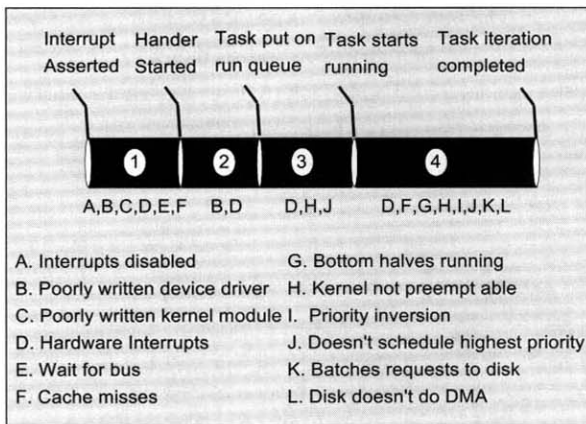 Interrupt Asserted
Hander Started
Task put on run queue
Task starts running
Task iteration completed
1
2
3
4
A,B,C,D,E,F
B,D
D,H,J
D,F,G,H,I,J,K,L
A. Interrupts disabled
B. Poorly written device driver
C. Poorly written kernel module
D. Hardware Interrupts
E. Wait for bus
F. Cache misses
G. Bottom halves running
H. Kernel not preempt able
I. Priority inversion
J. Doesn't schedule highest priority
K. Batches requests to disk
L. Disk doesn't do DMA